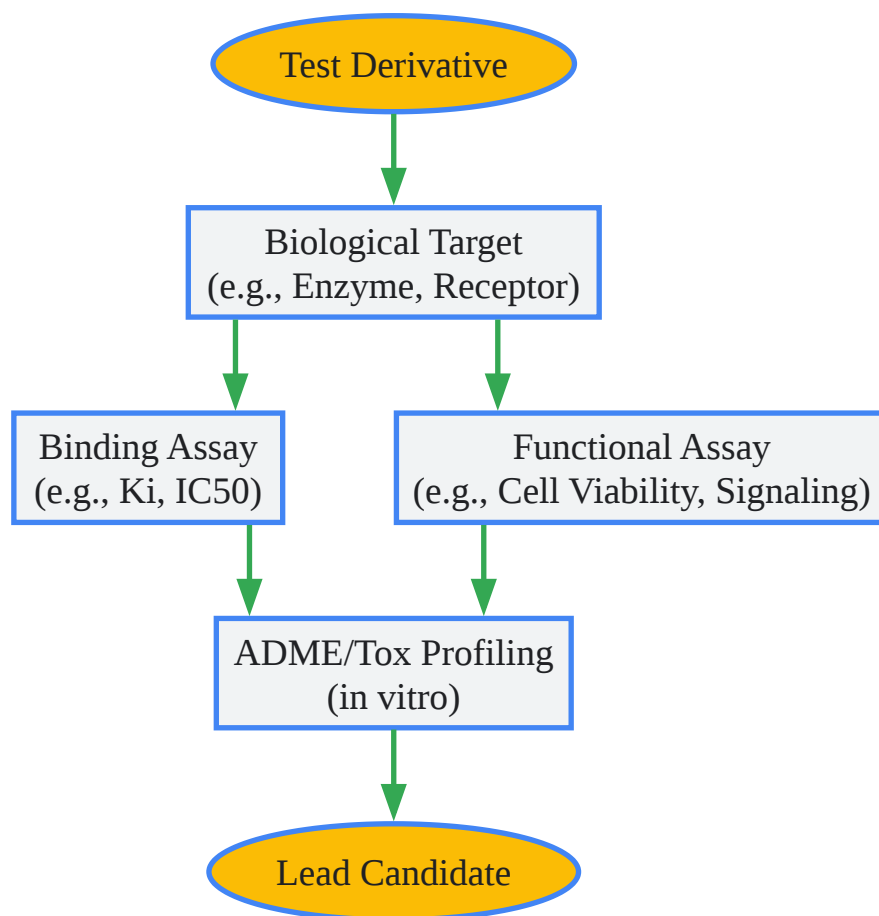 Test Derivative
Biological Target
(e.g., Enzyme, Receptor)
Binding Assay
(e.g., Ki, IC50)
Functional Assay
(e.g., Cell Viability, Signaling)
ADME/Tox Profiling
(in vitro)
Lead Candidate